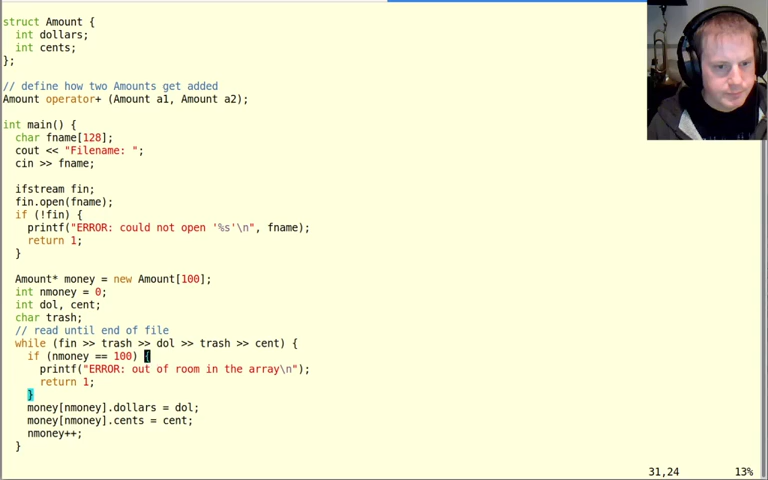 struct Amount {
  int dollars;
  int cents;
};

// define how two Amounts get added
Amount operator+ (Amount a1, Amount a2);

int main() {
  char fname[128];
  cout << "Filename: ";
  cin >> fname;

  ifstream fin;
  fin.open(fname);
  if (!fin) {
    printf("ERROR: could not open '%s'\n", fname);
    return 1;
  }

  Amount* money = new Amount[100];
  int nmoney = 0;
  int dol, cent;
  char trash;
  // read until end of file
  while (fin >> trash >> dol >> trash >> cent) {
    if (nmoney == 100) {
      printf("ERROR: out of room in the array\n");
      return 1;
    }
    money[nmoney].dollars = dol;
    money[nmoney].cents = cent;
    nmoney++;
  }
31,24 13%